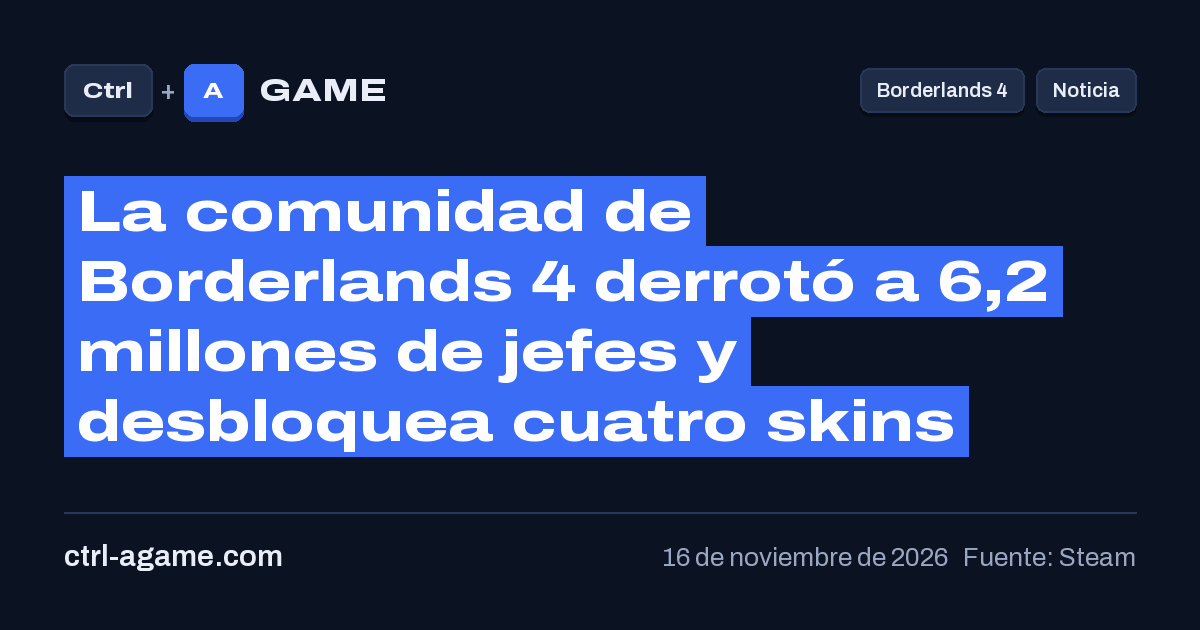 Ctrl + A GAME
Borderlands 4 Noticia
La comunidad de
Borderlands 4 derrotó a 6,2
millones de jefes y
desbloquea cuatro skins
ctrl-agame.com
16 de noviembre de 2026 Fuente: Steam